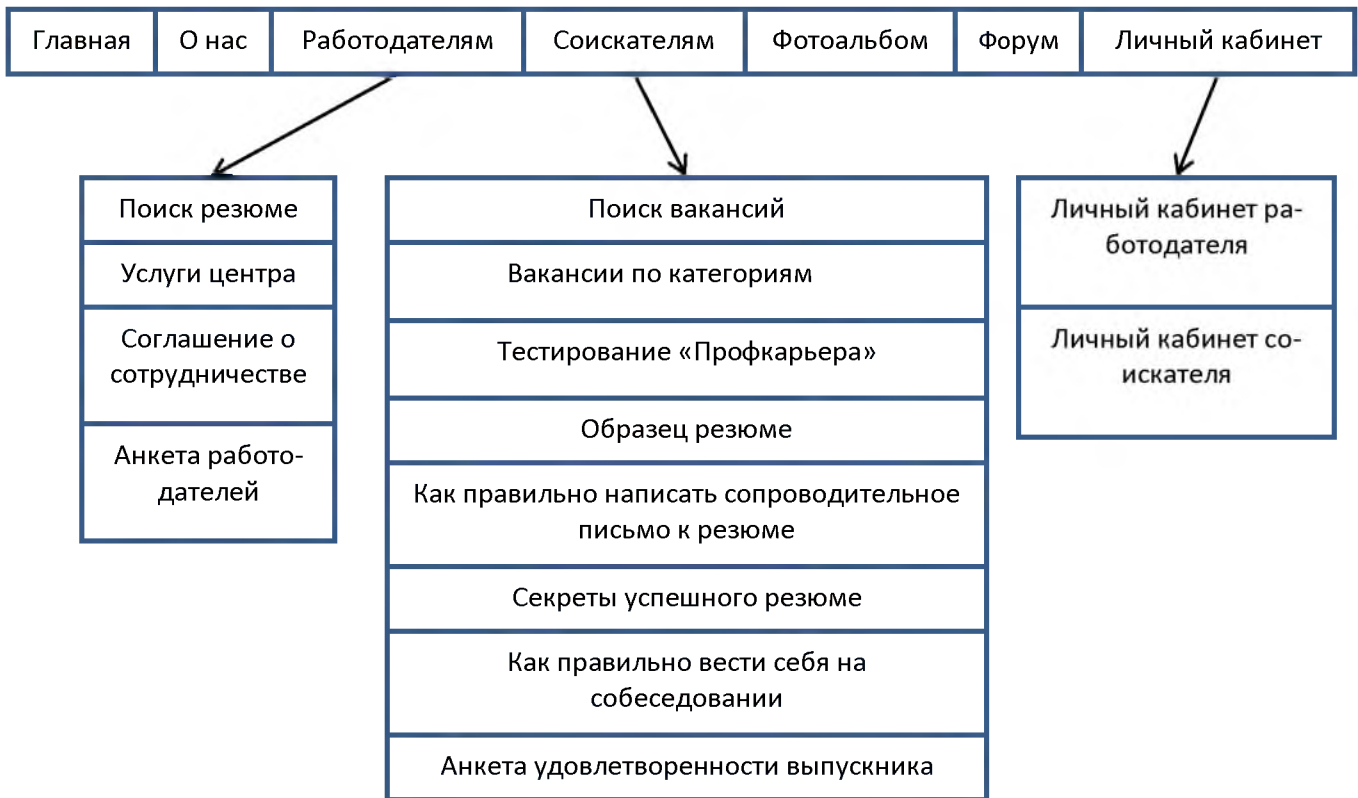 Главная О нас Работодателям Соискателям Фотоальбом Форум Личный кабинет
Поиск резюме
Услуги центра
Соглашение о
сотрудничестве
Анкета работо-
дателей
Поиск вакансий
Вакансии по категориям
Тестирование «Профкарьера»
Образец резюме
Как правильно написать сопроводительное
письмо к резюме
Секреты успешного резюме
Как правильно вести себя на
собеседовании
Анкета удовлетворенности выпускника
Личный кабинет ра-
ботодателя
Личный кабинет со-
искателя